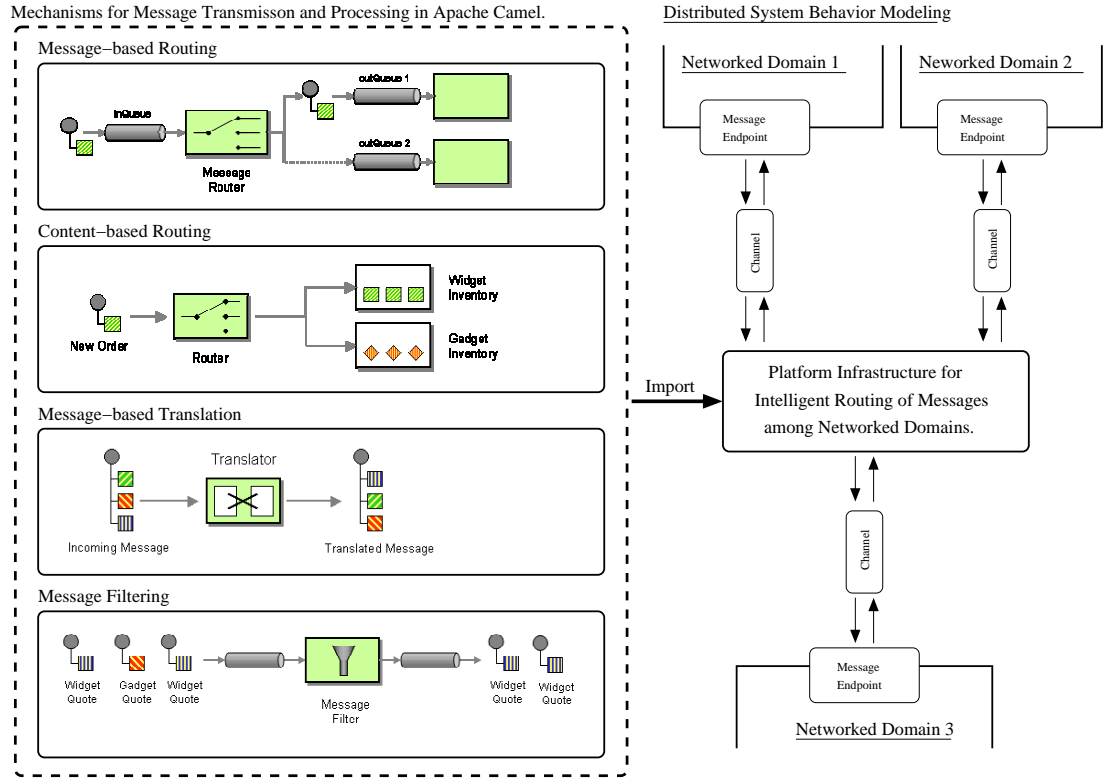 Mechanisms for Message Transmisson and Processing in Apache Camel.
Message−based Routing
inQueue
Message
Router
outQueue 1
outQueue 2
Content−based Routing
New Order
Router
Widget
Inventory
Gadget
Inventory
Message−based Translation
Translator
Incoming Message
Translated Message
Message Filtering
Widget
Quote
Gadget
Quote
Widget
Quote
Message
Filter
Widget
Quote
Widget
Quote
Import
Distributed System Behavior Modeling
Networked Domain 1
Neworked Domain 2
Message
Endpoint
Message
Endpoint
Channel
Channel
Platform Infrastructure for
Intelligent Routing of Messages
among Networked Domains.
Channel
Message
Endpoint
Networked Domain 3